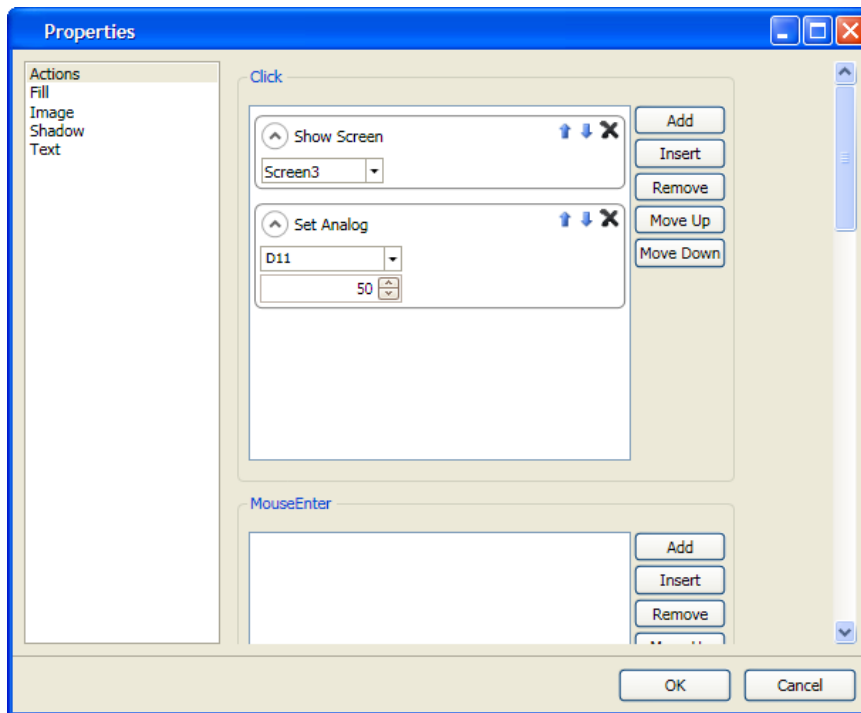 Properties
Actions
Fill
Image
Shadow
Text
Click
Show Screen
Screen3
Set Analog
D11
50
Add
Insert
Remove
Move Up
Move Down
MouseEnter
Add
Insert
Remove
OK
Cancel